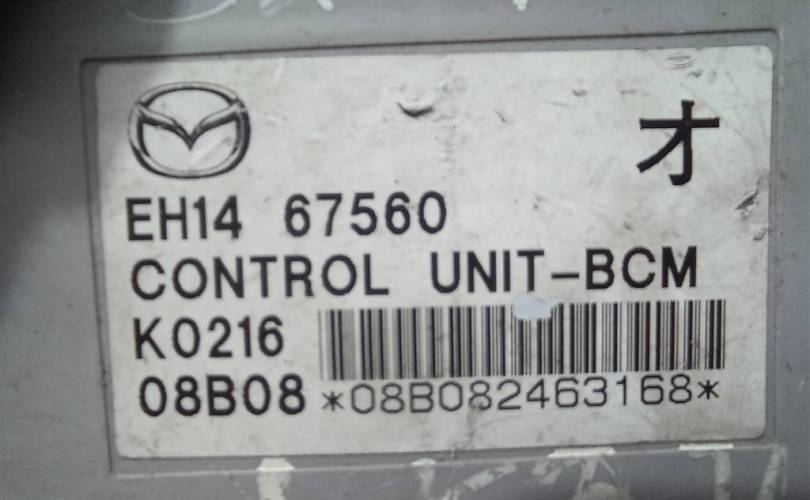 オ
EH14 67560
CONTROL UNIT-BCM
K0216
08B08 *08B082463168*